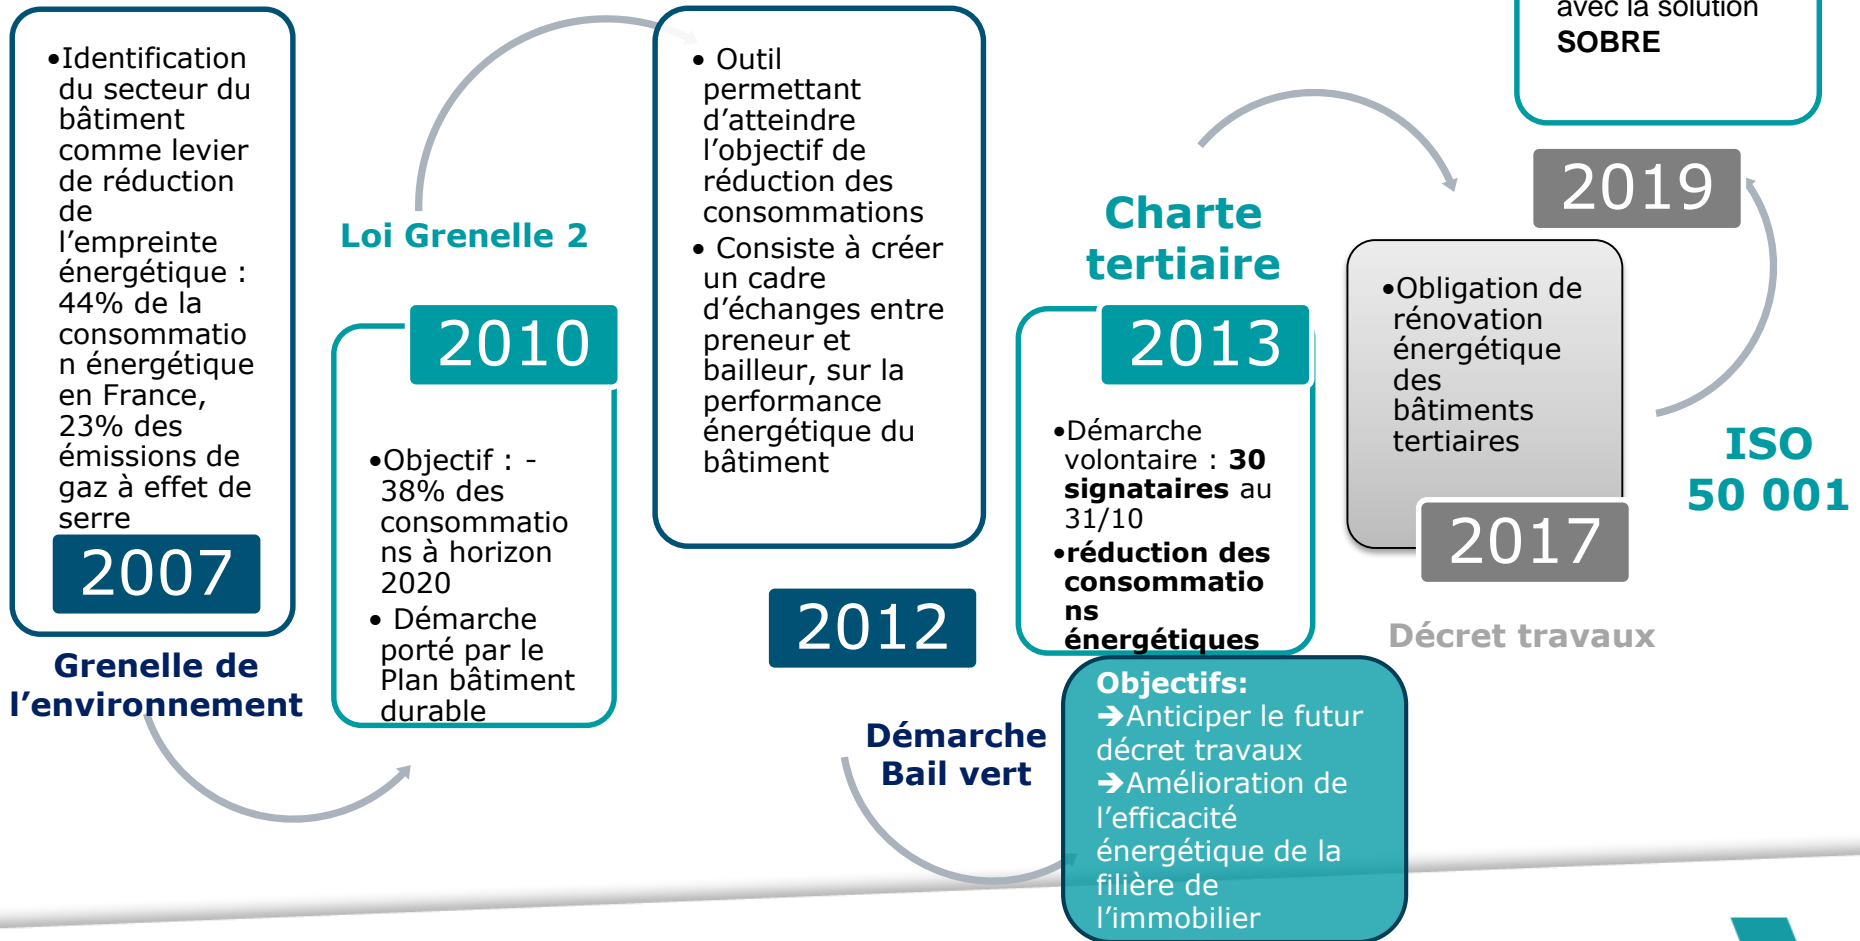 •Identification
du secteur du
bâtiment
comme levier
de réduction
de
l’empreinte
énergétique :
44% de la
consommatio
n énergétique
en France,
23% des
émissions de
gaz à effet de
serre
2007
Grenelle de
l’environnement
Loi Grenelle 2
2010
•Objectif : -
38% des
consommatio
ns à horizon
2020
• Démarche
porté par le
Plan bâtiment
durable
• Outil
permettant
d’atteindre
l’objectif de
réduction des
consommations
• Consiste à créer
un cadre
d’échanges entre
preneur et
bailleur, sur la
performance
énergétique du
bâtiment
2012
Démarche
Bail vert
Charte
tertiaire
2013
•Démarche
volontaire : 30
signataires au
31/10
•réduction des
consommatio
ns
énergétiques
Objectifs:
➔Anticiper le futur
décret travaux
➔Amélioration de
l’efficacité
énergétique de la
filière de
l’immobilier
•Obligation de
rénovation
énergétique
des
bâtiments
tertiaires
2017
Décret travaux
avec la solution
SOBRE
2019
ISO
50 001